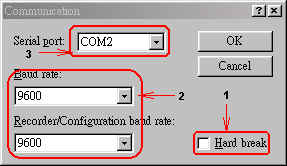 Communication
Serial port: COM2 OK
3
Cancel
Baud rate:
9600 2 1
Recorder/Configuration baud rate:
9600 Hard break